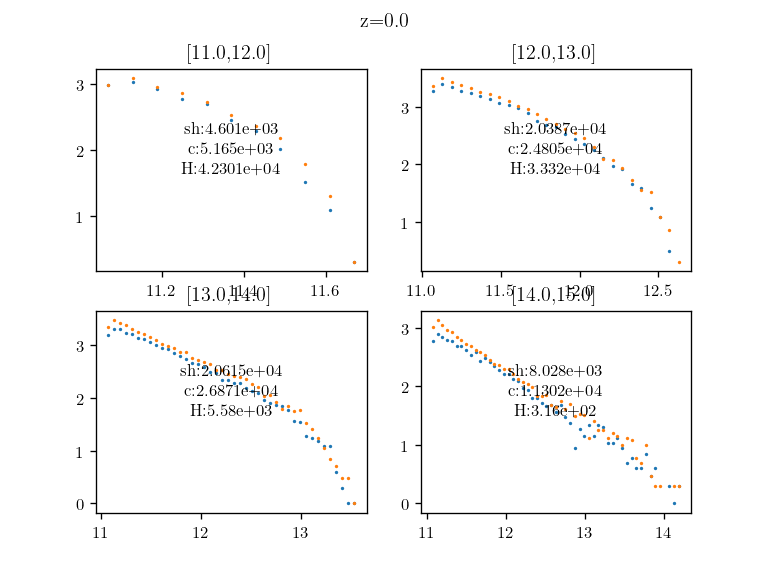 z=0.0
[11.0,12.0]
[12.0,13.0]
3
2
1
sh:4.601e+03
c:5.165e+03
H:4.2301e+04
11.2
11.4
11.6
3
2
1
sh:2.0387e+04
c:2.4805e+04
H:3.332e+04
11.0
11.5
12.0
12.5
[13.0,14.0]
[14.0,15.0]
3
2
1
0
sh:2.0615e+04
c:2.6871e+04
H:5.58e+03
11
12
13
3
2
1
0
sh:8.028e+03
c:1.1302e+04
H:3.16e+02
11
12
13
14